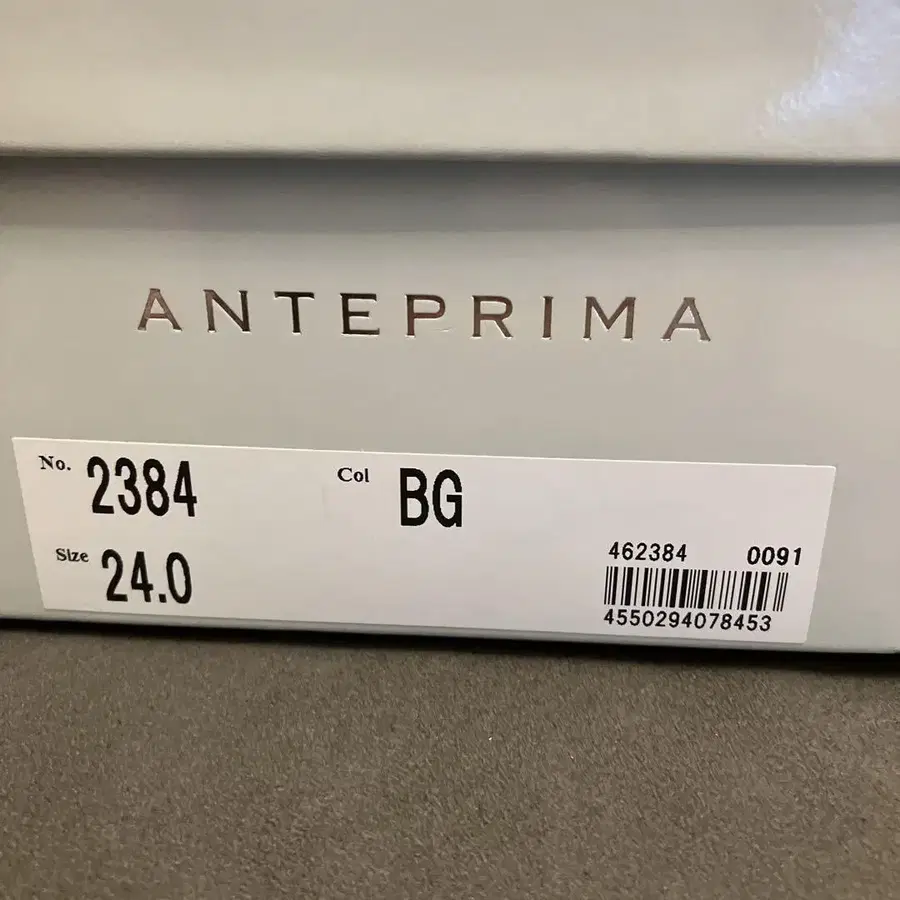 ANTEPRIMA
No. 2384 Col BG
Size 24.0
462384 0091
4550294078453